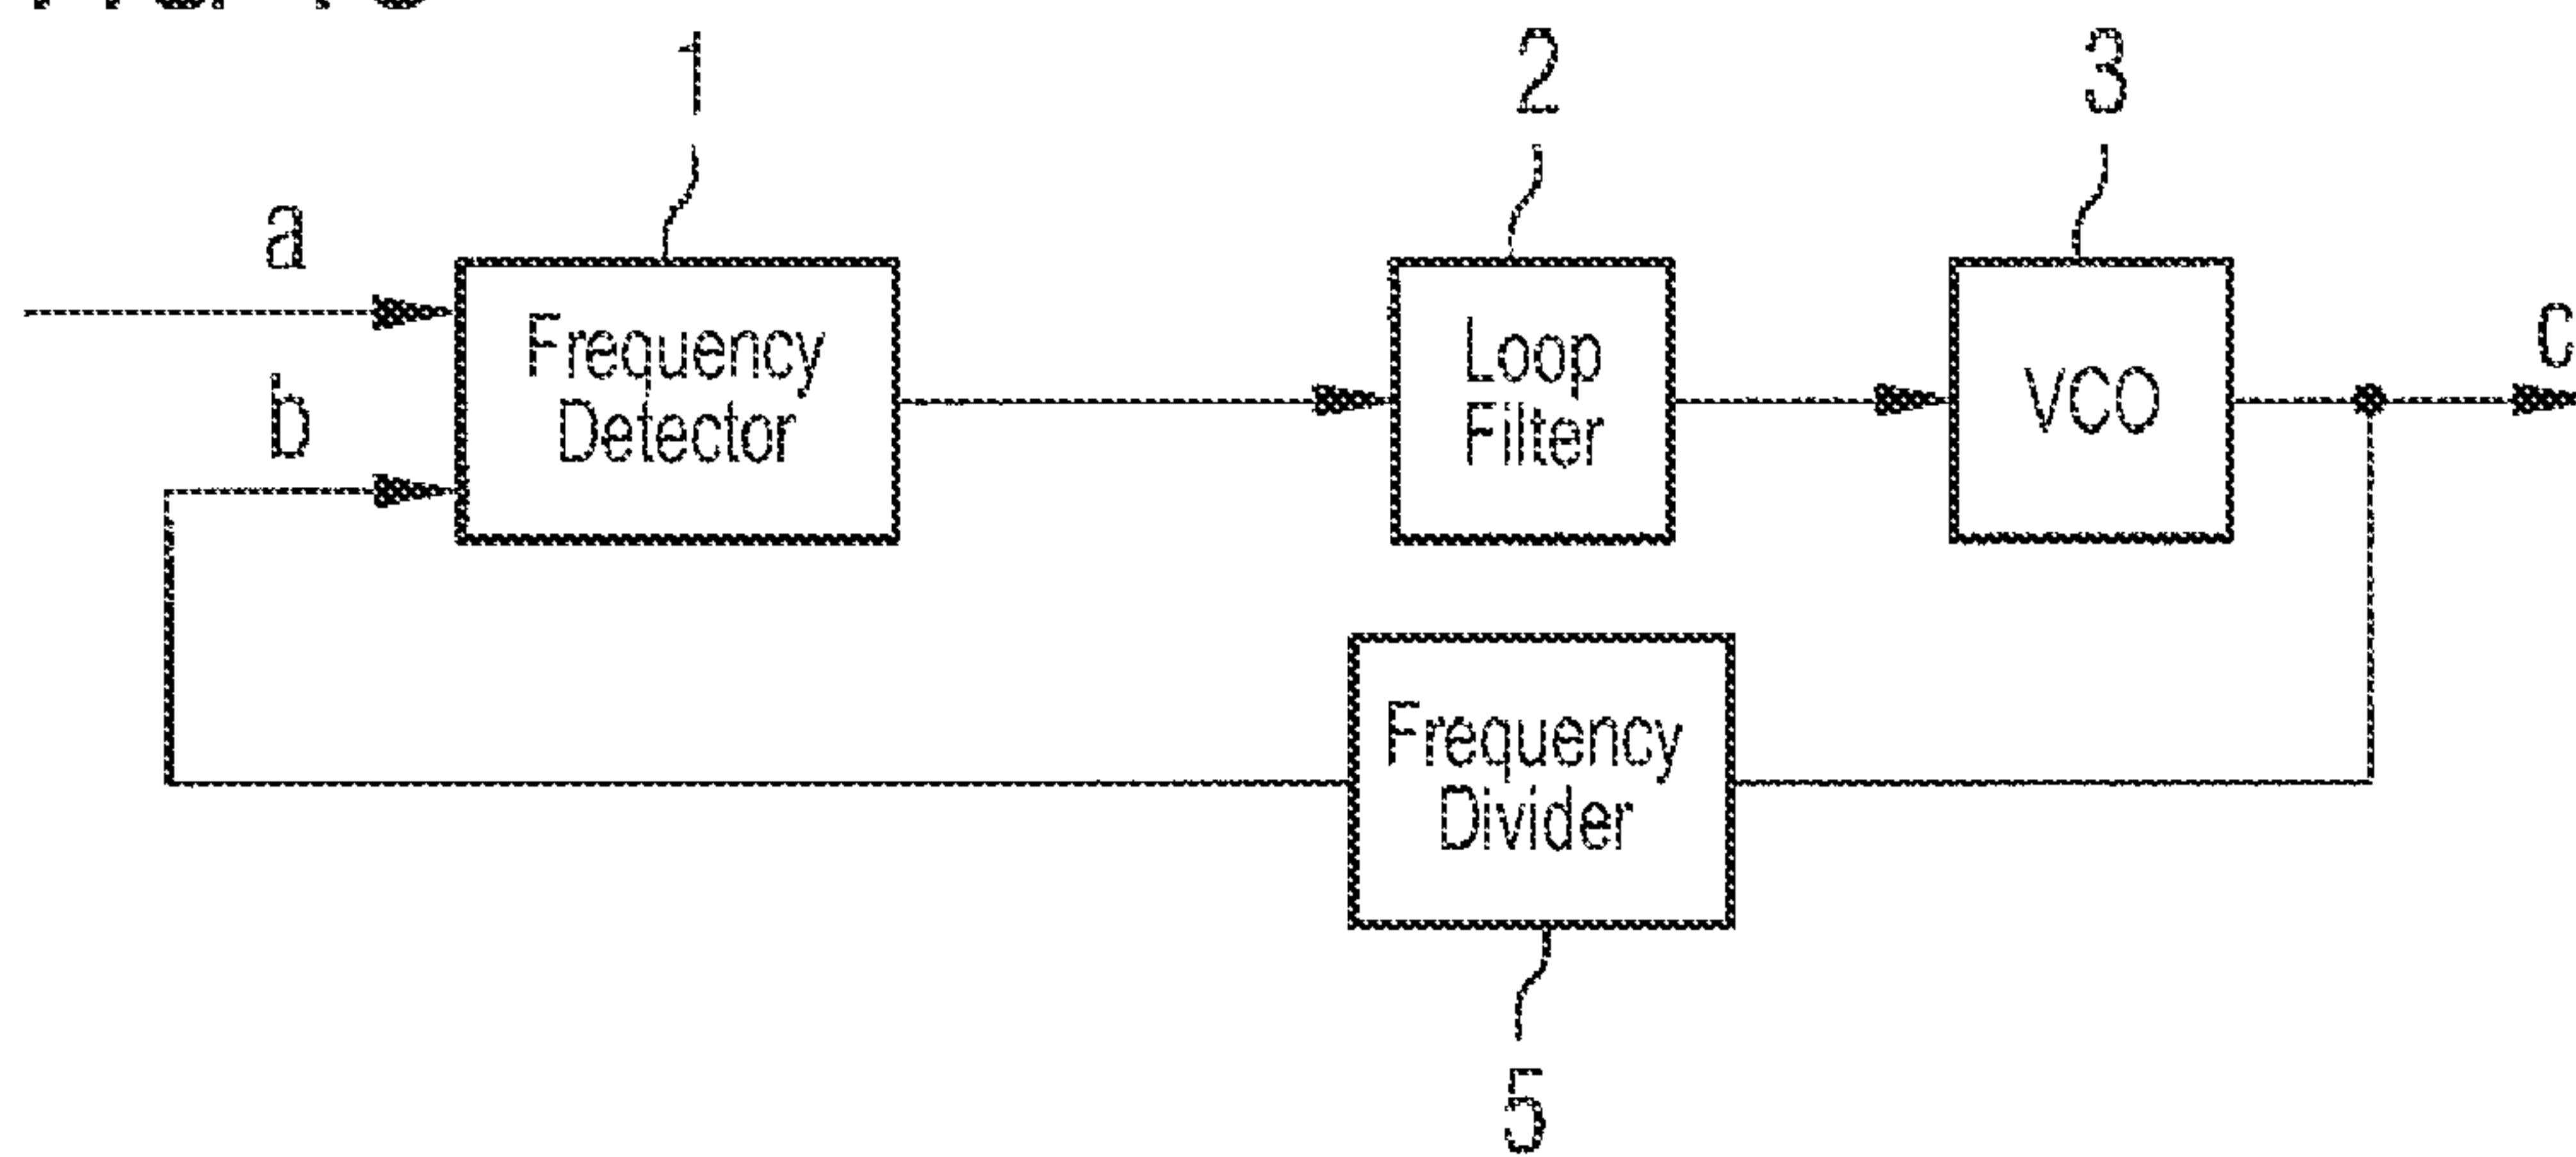 1
2
3
a
b
Frequency
Detector
Loop
Filter
VCO
c
Frequency
Divider
5